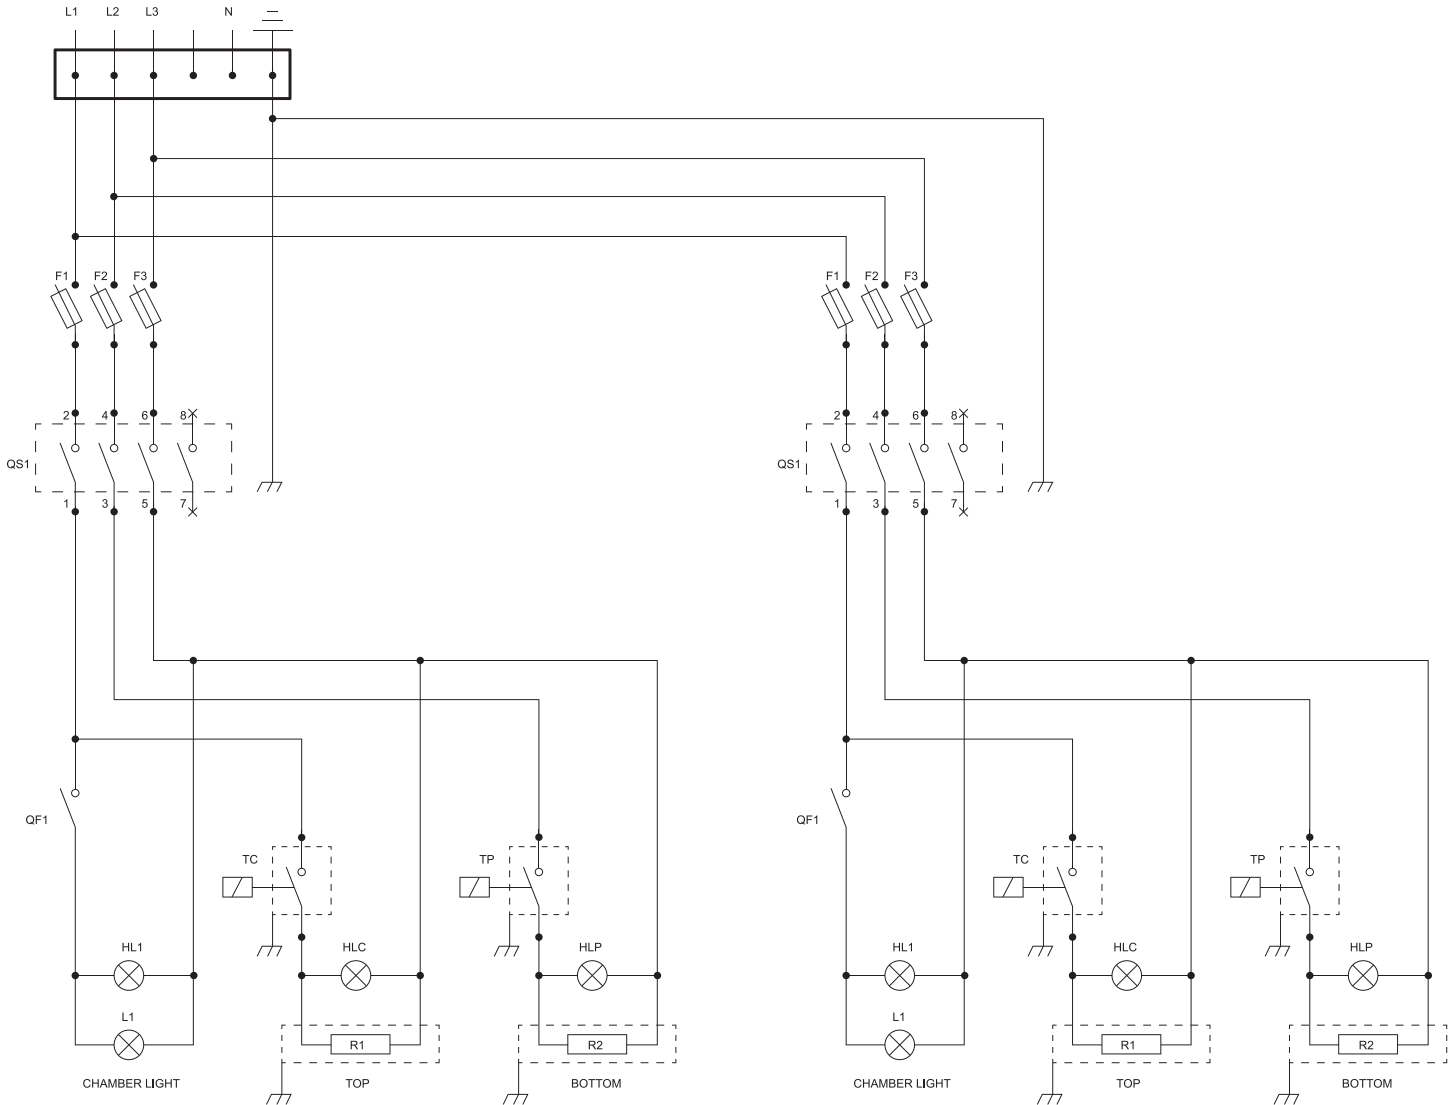 L1 L2 L3 N
F1 F2 F3 F1 F2 F3
2 4 6 8 2 4 6 8
QS1 QS1
1 3 5 7 1 3 5 7
QF1 QF1
TC TP TC TP
HL1 HLC HLP HL1 HLC HLP
L1 L1
R1 R2 R1 R2
CHAMBER LIGHT TOP BOTTOM CHAMBER LIGHT TOP BOTTOM